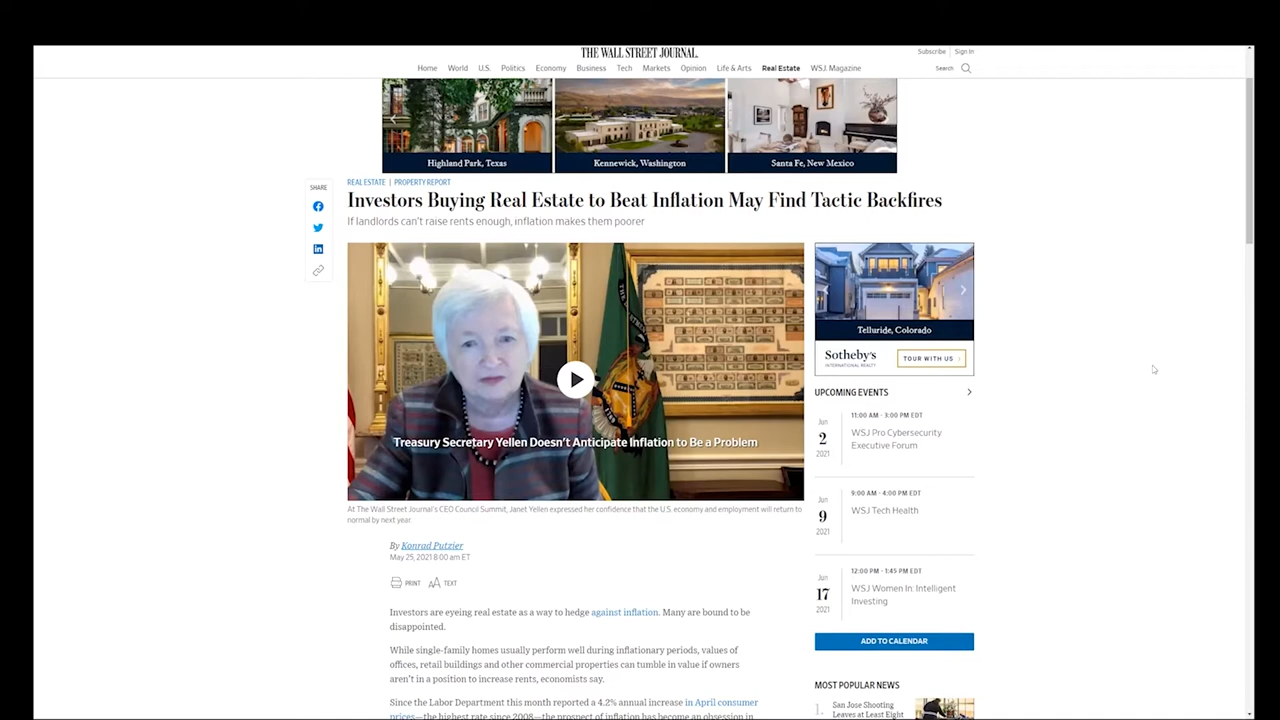 THE WALL STREET JOURNAL.
Subscribe Sign In
Home World U.S. Politics Economy Business Tech Markets Opinion Life & Arts Real Estate WSJ. Magazine
Search
Highland Park, Texas
Kennewick, Washington
Santa Fe, New Mexico
REAL ESTATE | PROPERTY REPORT
SHARE
Investors Buying Real Estate to Beat Inflation May Find Tactic Backfires
If landlords can't raise rents enough, inflation makes them poorer
Treasury Secretary Yellen Doesn't Anticipate Inflation to Be a Problem
At The Wall Street Journal's CEO Council Summit, Janet Yellen expressed her confidence that the U.S. economy and employment will return to
normal by next year.
By Konrad Putzier
May 25, 2021 8:00 am ET
PRINT AA TEXT
Investors are eyeing real estate as a way to hedge against inflation. Many are bound to be
disappointed.
While single-family homes usually perform well during inflationary periods, values of
offices, retail buildings and other commercial properties can tumble in value if owners
aren't in a position to increase rents, economists say.
Since the Labor Department this month reported a 4.2% annual increase in April consumer
prices—the highest rate since 2008—the prospect of inflation has become an obsession in
Telluride, Colorado
Sotheby's
INTERNATIONAL REALTY
TOUR WITH US
UPCOMING EVENTS
Jun
2
2021
11:00 AM - 3:00 PM EDT
WSJ Pro Cybersecurity
Executive Forum
Jun
9
2021
9:00 AM - 4:00 PM EDT
WSJ Tech Health
Jun
17
2021
12:00 PM - 1:45 PM EDT
WSJ Women In: Intelligent
Investing
ADD TO CALENDAR
MOST POPULAR NEWS
1.
San Jose Shooting
Leaves at Least Eight